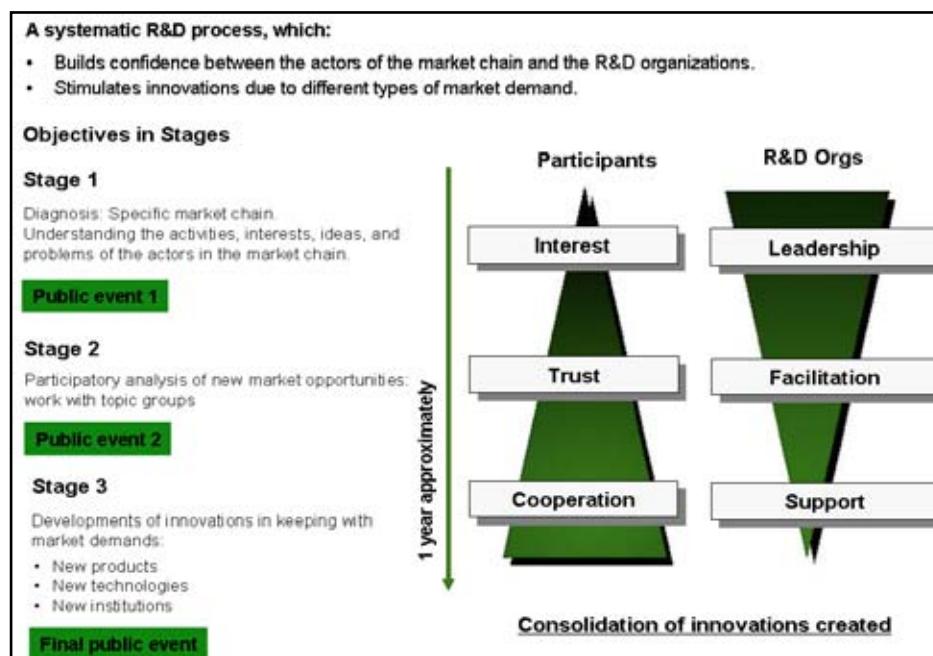 A systematic R&D process, which:
• Builds confidence between the actors of the market chain and the R&D organizations.
• Stimulates innovations due to different types of market demand.
Objectives in Stages
Stage 1
Diagnosis: Specific market chain.
Understanding the activities, interests, ideas, and
problems of the actors in the market chain.
Public event 1
Stage 2
Participatory analysis of new market opportunities:
work with topic groups
Public event 2
Stage 3
Developments of innovations in keeping with
market demands:
• New products
• New technologies
• New institutions
Final public event
1 year approximately
Participants
Interest
Trust
Cooperation
R&D Orgs
Leadership
Facilitation
Support
Consolidation of innovations created